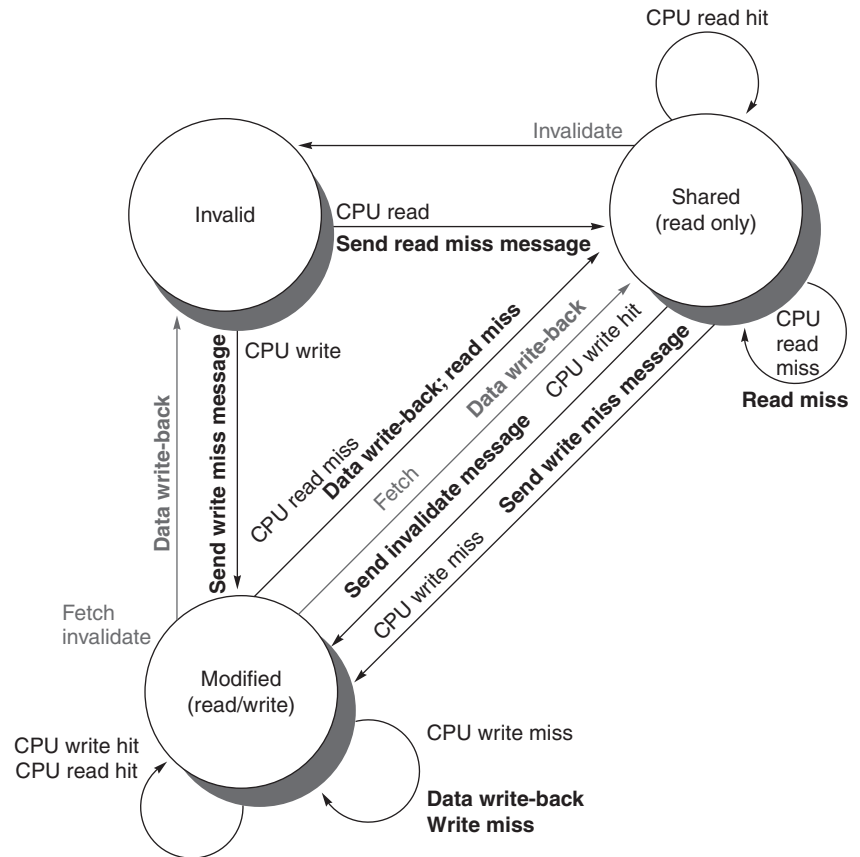 CPU read hit
Invalidate
Invalid
Shared
(read only)
CPU read
Send read miss message
CPU write
Send write miss message
Data write-back
CPU read miss
Data write-back; read miss
Fetch
Data write-back
CPU write hit
Send invalidate message
Send write miss message
CPU write miss
CPU
read
miss
Read miss
Fetch
invalidate
Modified
(read/write)
CPU write hit
CPU read hit
CPU write miss
Data write-back
Write miss